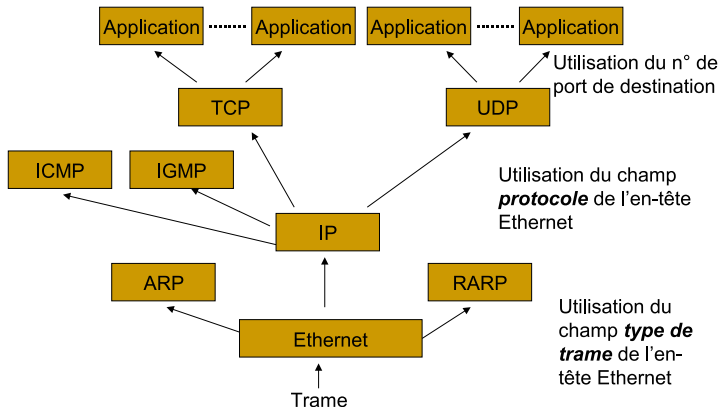 Application Application Application Application
Utilisation du n° de
port de destination
TCP UDP
ICMP IGMP
Utilisation du champ
protocole de l'en-tête
Ethernet
IP
ARP RARP
Utilisation du
champ type de
trame de l'en-
tête Ethernet
Ethernet
Trame